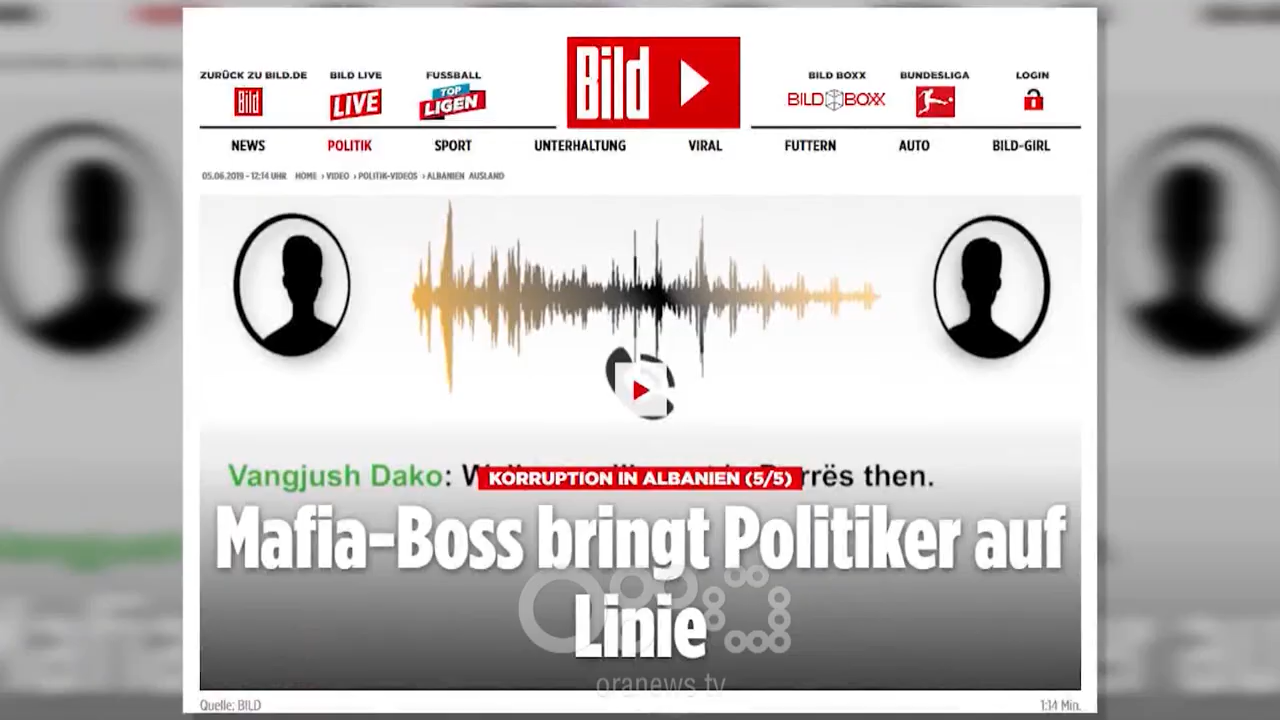 ZURÜCK ZU BILD.DE BILD LIVE FUSSBALL BILD BOXX BUNDESLIGA LOGIN
Bild LIVE TOP LIGEN Bild BILD BOXX
NEWS POLITIK SPORT UNTERHALTUNG VIRAL FUTTERN AUTO BILD-GIRL
05.06.2019 - 12:14 UHR HOME › VIDEO › POLITIK-VIDEOS › ALBANIEN AUSLAND
Vangjush Dako: then.
KORRUPTION IN ALBANIEN (5/5)
Mafia-Boss bringt Politiker auf
Linie
oranews.tv
Quelle: BILD 1:14 Min.